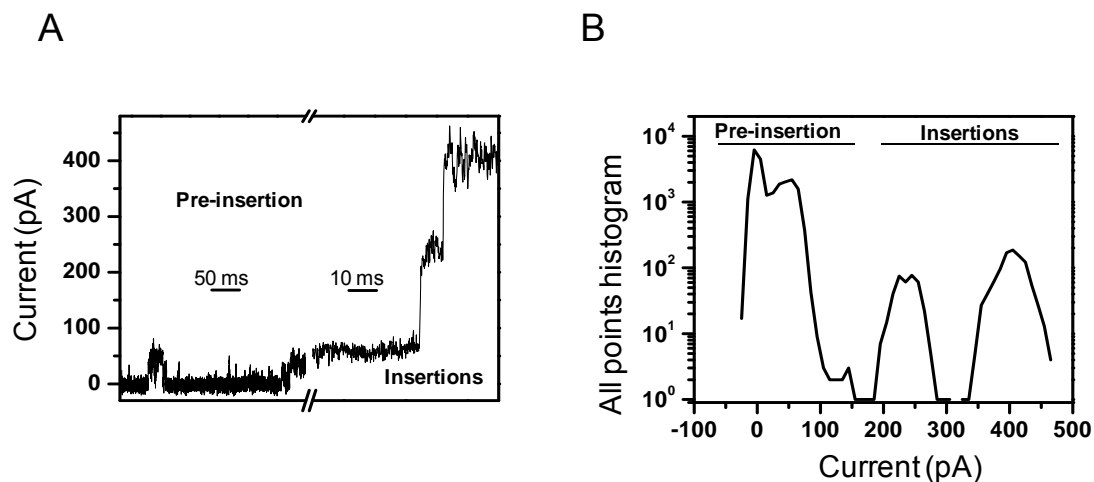 A
Current (pA)
400
300
200
100
0
Pre-insertion
50 ms
10 ms
Insertions
B
All points histogram
10^4
10^3
10^2
10^1
10^0
Pre-insertion
Insertions
-100
0
100
200
300
400
500
Current (pA)